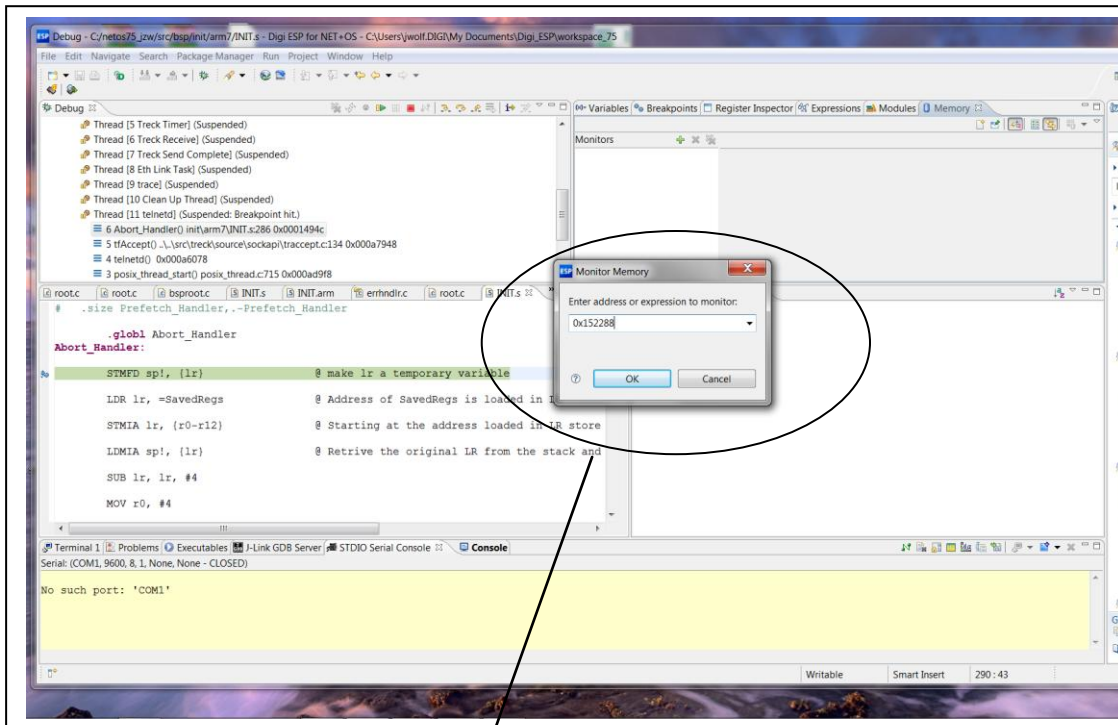 ESP Debug - C:/netos75_jzw/src/bsp/init/arm7/INIT.s - Digi ESP for NET+OS - C:\Users\jwolf.DIGI\My Documents\Digi_ESP\workspace_75
File Edit Navigate Search Package Manager Run Project Window Help
Debug
(x)= Variables Breakpoints Register Inspector Expressions Modules Memory
Thread [5 Treck Timer] (Suspended)
Thread [6 Treck Receive] (Suspended)
Thread [7 Treck Send Complete] (Suspended)
Thread [8 Eth Link Task] (Suspended)
Thread [9 trace] (Suspended)
Thread [10 Clean Up Thread] (Suspended)
Thread [11 telnetd] (Suspended: Breakpoint hit.)
6 Abort_Handler() init\arm7\INIT.s:286 0x0001494c
5 tfAccept() ..\..\src\treck\source\sockapi\traccept.c:134 0x000a7948
4 telnetd() 0x000a6078
3 posix_thread_start() posix_thread.c:715 0x000ad9f8
Monitors
ESP Monitor Memory
Enter address or expression to monitor:
0x152288
OK Cancel
root.c root.c bsproot.c INIT.s INIT.arm errhndlr.c root.c INIT.s
# .size Prefetch_Handler,.-Prefetch_Handler
.globl Abort_Handler
Abort_Handler:
STMFD sp!, {lr} @ make lr a temporary variable
LDR lr, =SavedRegs @ Address of SavedRegs is loaded in
STMIA lr, {r0-r12} @ Starting at the address loaded in LR store
LDMIA sp!, {lr} @ Retrive the original LR from the stack and
SUB lr, lr, #4
MOV r0, #4
Terminal 1 Problems Executables J-Link GDB Server STDIO Serial Console Console
Serial: (COM1, 9600, 8, 1, None, None - CLOSED)
No such port: 'COM1'
Writable Smart Insert 290 : 43